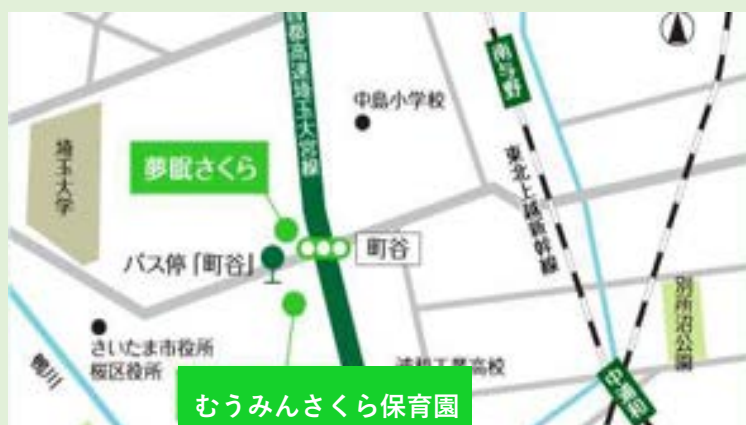 首都高速埼玉大宮線
南与野
中島小学校
埼玉大学
夢眠さくら
東北上越新幹線
町谷
バス停「町谷」
別所沼公園
さいたま市役所
桜区役所
鴨川
浦和工業高校
中浦和
むうみんさくら保育園